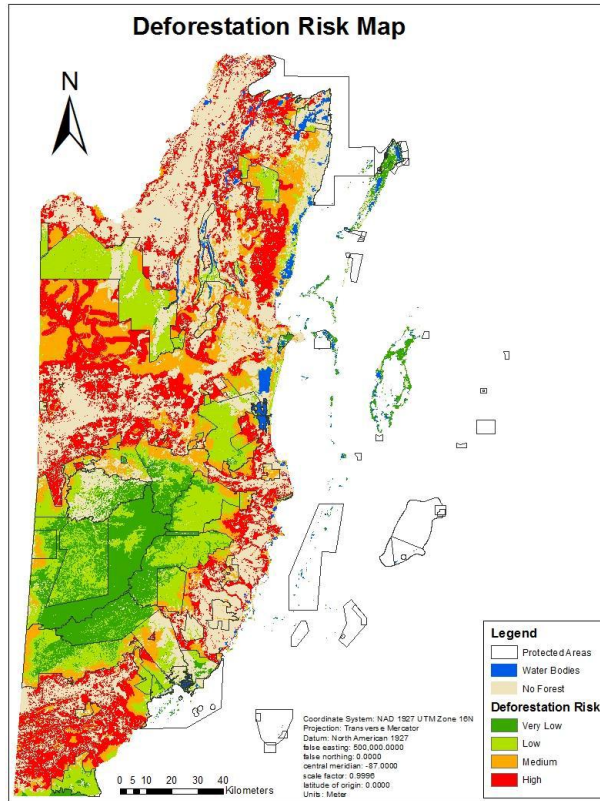 Deforestation Risk Map
N
Legend
Protected Areas
Water Bodies
No Forest
Deforestation Risk
Very Low
Low
Medium
High
Coordinate System: NAD 1927 UTM Zone 16N
Projection: Transverse Mercator
Datum: North American 1927
false easting: 500,000.0000
false northing: 0.0000
central meridian: -87.0000
scale factor: 0.9996
latitude of origin: 0.0000
Units: Meter
0 5 10 20 30 40
Kilometers